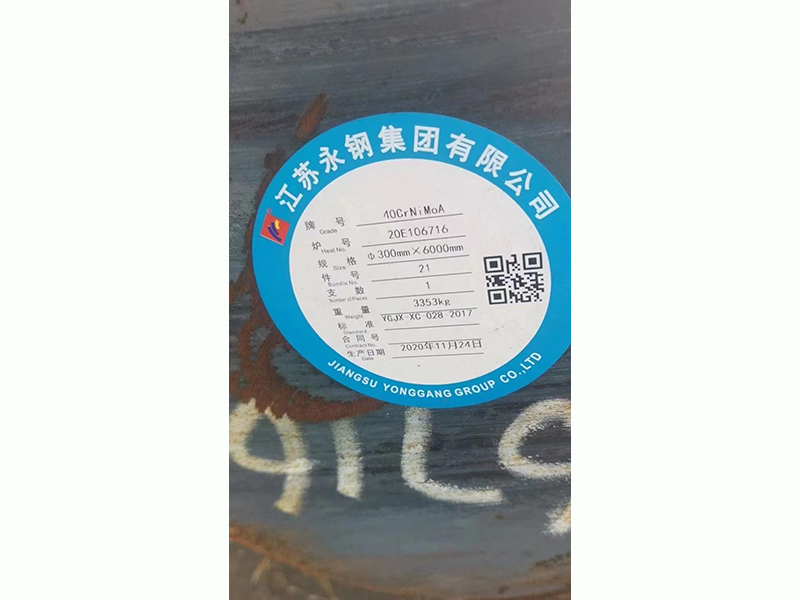 江苏永钢集团有限公司
牌号 Grade 40CrNiMoA
炉号 Heat No. 20E106716
规格 Size Φ300mm×6000mm
件号 Bundle No. 21
支数 Number of Pieces 1
重量 Weight 3353kg
标准 Standard YGJX-XC-028-2017
合同号 Contract No.
生产日期 Date 2020年11月24日
JIANGSU YONGGANG GROUP CO.,LTD